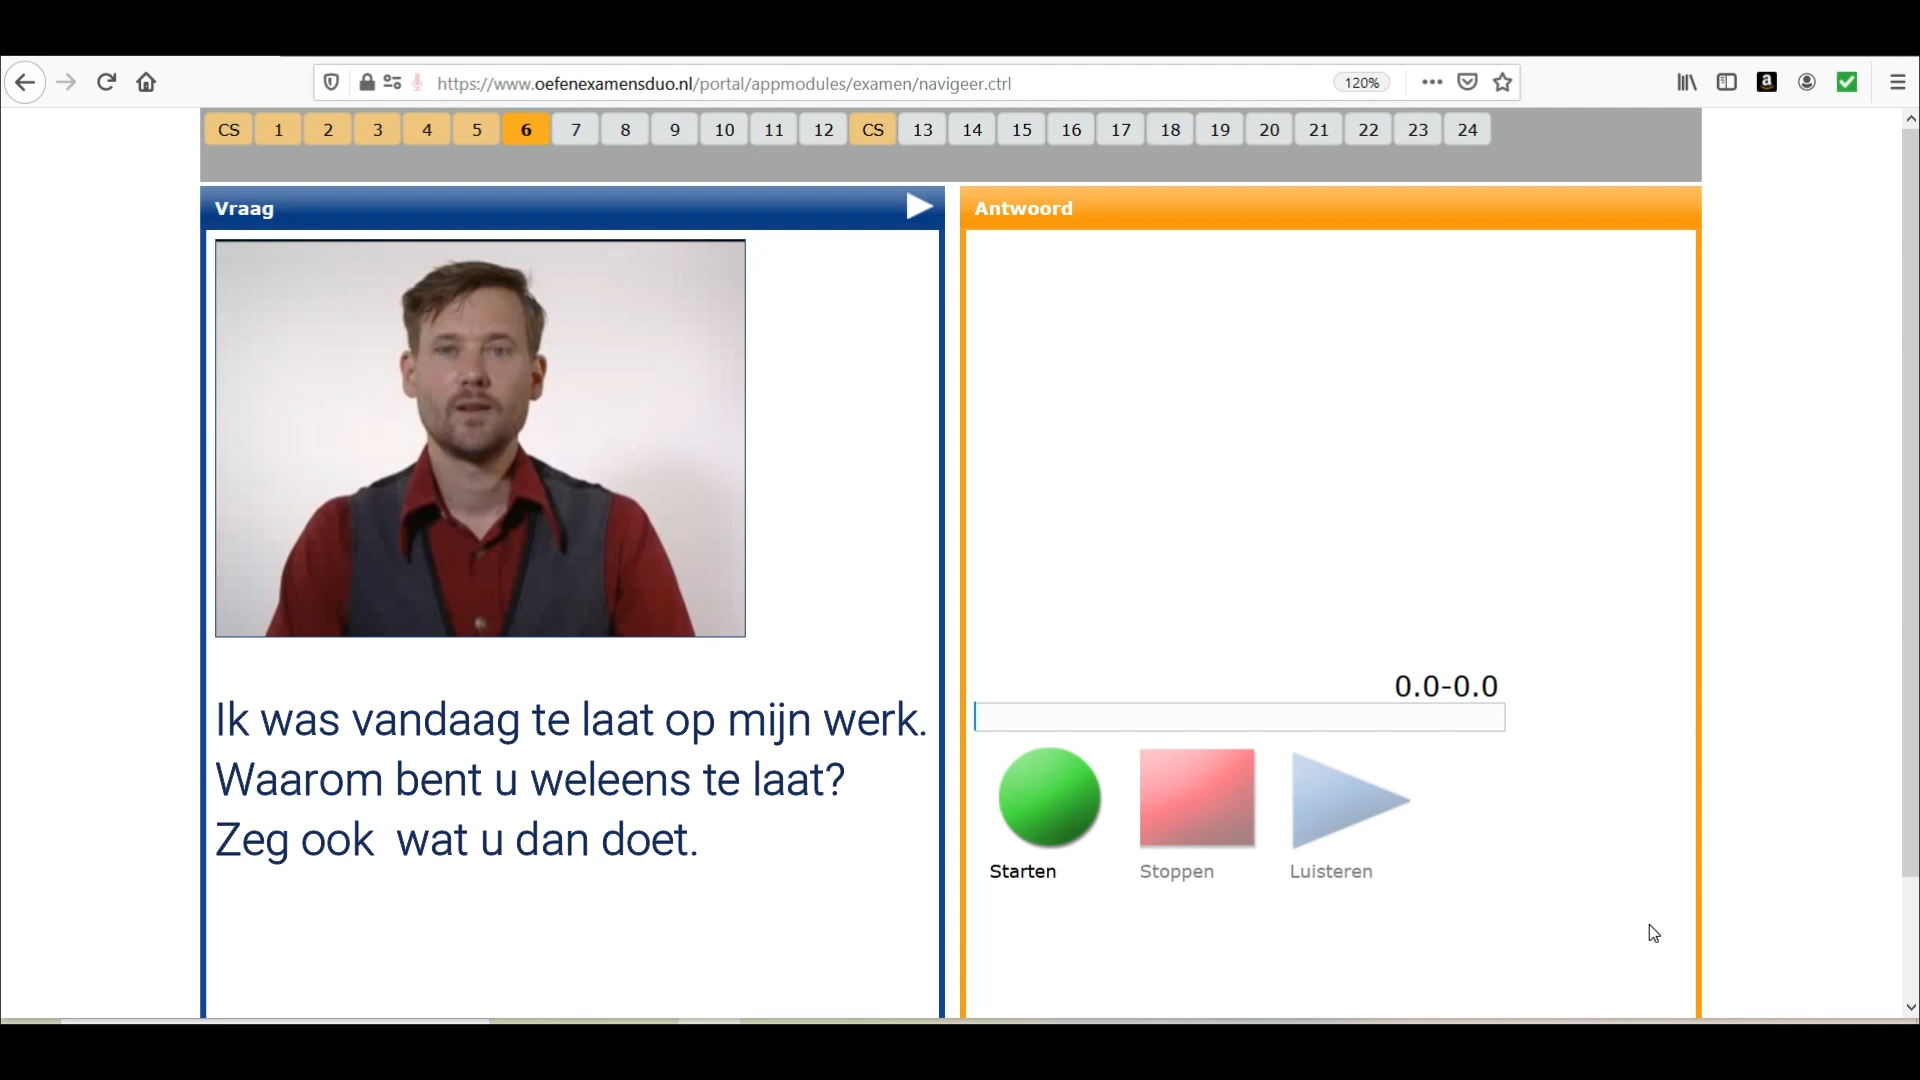 https://www.oefenexamensduo.nl/portal/appmodules/examen/navigeer.ctrl
120%
CS 1 2 3 4 5 6 7 8 9 10 11 12 CS 13 14 15 16 17 18 19 20 21 22 23 24
Vraag
Antwoord
Ik was vandaag te laat op mijn werk.
Waarom bent u weleens te laat?
Zeg ook wat u dan doet.
0.0-0.0
Starten
Stoppen
Luisteren